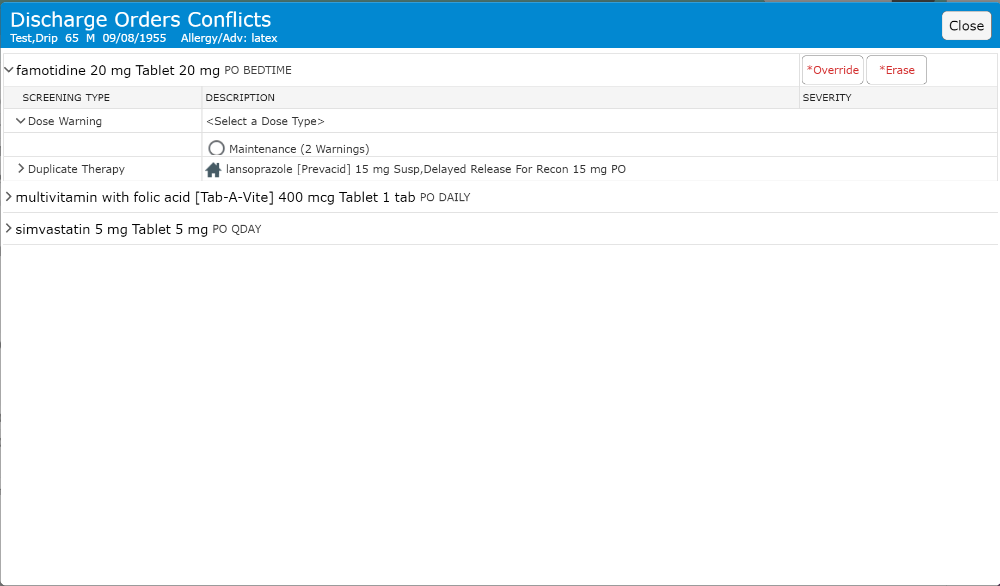 Discharge Orders Conflicts
Test,Drip 65 M 09/08/1955 Allergy/Adv: latex
Close
famotidine 20 mg Tablet 20 mg PO BEDTIME
*Override *Erase
SCREENING TYPE DESCRIPTION SEVERITY
Dose Warning <Select a Dose Type>
Maintenance (2 Warnings)
Duplicate Therapy lansoprazole [Prevacid] 15 mg Susp,Delayed Release For Recon 15 mg PO
multivitamin with folic acid [Tab-A-Vite] 400 mcg Tablet 1 tab PO DAILY
simvastatin 5 mg Tablet 5 mg PO QDAY